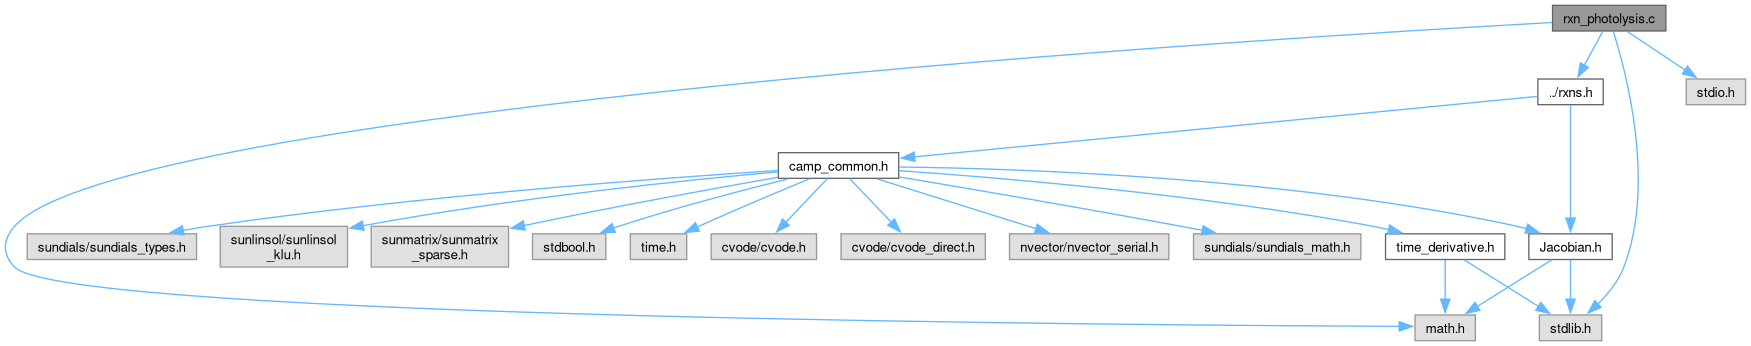 rxn_photolysis.c
../rxns.h
stdio.h
camp_common.h
sundials/sundials_types.h
sunlinsol/sunlinsol
_klu.h
sunmatrix/sunmatrix
_sparse.h
stdbool.h
time.h
cvode/cvode.h
cvode/cvode_direct.h
nvector/nvector_serial.h
sundials/sundials_math.h
time_derivative.h
Jacobian.h
math.h
stdlib.h